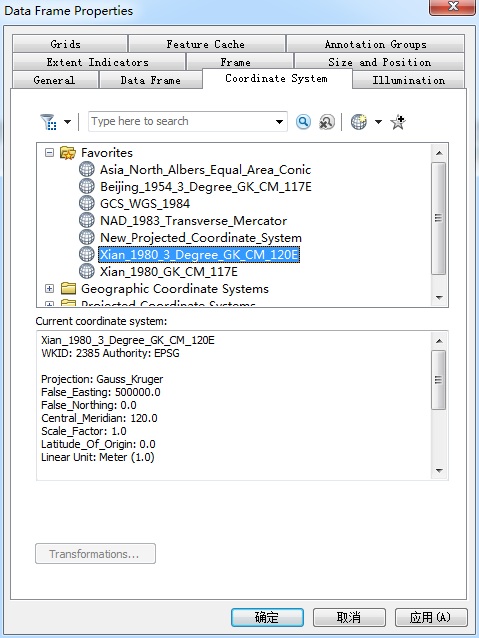 Data Frame Properties
Grids
Feature Cache
Annotation Groups
Extent Indicators
Frame
Size and Position
General
Data Frame
Coordinate System
Illumination
Type here to search
Favorites
Asia_North_Albers_Equal_Area_Conic
Beijing_1954_3_Degree_GK_CM_117E
GCS_WGS_1984
NAD_1983_Transverse_Mercator
New_Projected_Coordinate_System
Xian_1980_3_Degree_GK_CM_120E
Xian_1980_GK_CM_117E
Geographic Coordinate Systems
Projected Coordinate Systems
Current coordinate system:
Xian_1980_3_Degree_GK_CM_120E
WKID: 2385 Authority: EPSG
Projection: Gauss_Kruger
False_Easting: 500000.0
False_Northing: 0.0
Central_Meridian: 120.0
Scale_Factor: 1.0
Latitude_Of_Origin: 0.0
Linear Unit: Meter (1.0)
Transformations...
确定
取消
应用(A)